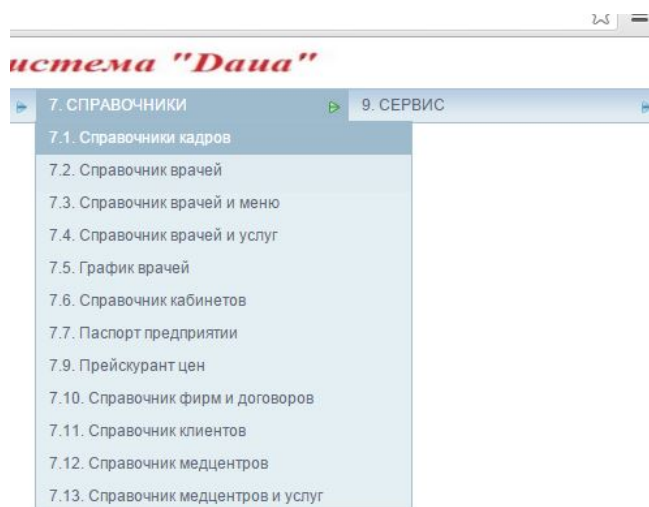 истема "Dаиа"
7. СПРАВОЧНИКИ
9. СЕРВИС
7.1. Справочники кадров
7.2. Справочник врачей
7.3. Справочник врачей и меню
7.4. Справочник врачей и услуг
7.5. График врачей
7.6. Справочник кабинетов
7.7. Паспорт предприятии
7.9. Прейскурант цен
7.10. Справочник фирм и договоров
7.11. Справочник клиентов
7.12. Справочник медцентров
7.13. Справочник медцентров и услуг